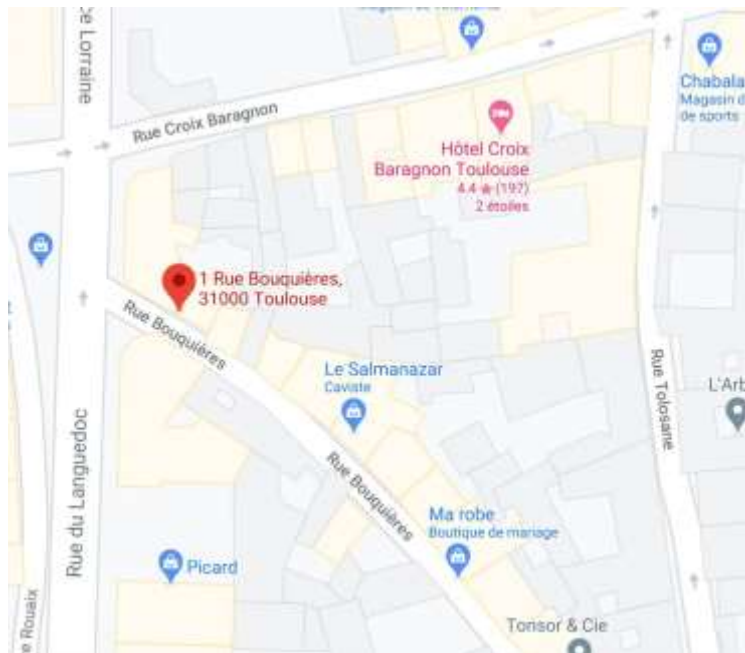 ce Lorraine
Rue Croix Baragnon
Chabala
Magasin d
de sports
Hôtel Croix
Baragnon Toulouse
4.4 ★ (197)
2 étoiles
1 Rue Bouquières,
31000 Toulouse
Rue Bouquières
Le Salmanazar
Caviste
Rue Tolosane
L'Arb
Rue du Languedoc
Rue Bouquières
Ma robe
Boutique de mariage
Picard
e Rouaix
Tonsor & Cie